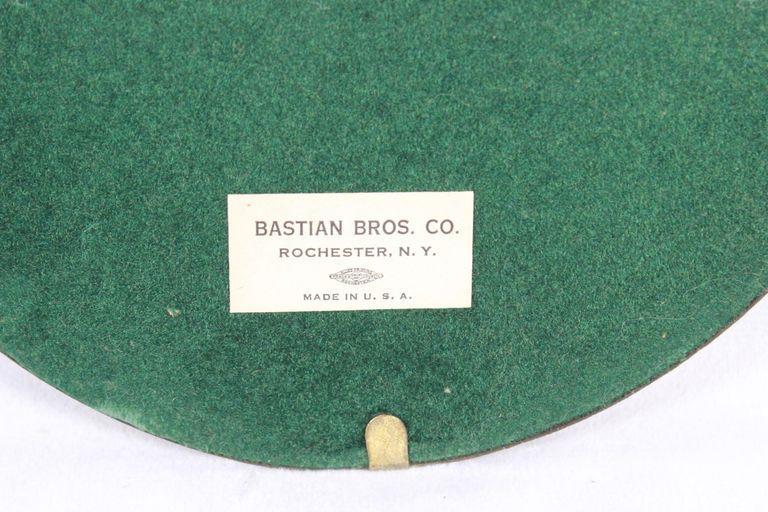 BASTIAN BROS. CO.
ROCHESTER, N. Y.
MADE IN U. S. A.